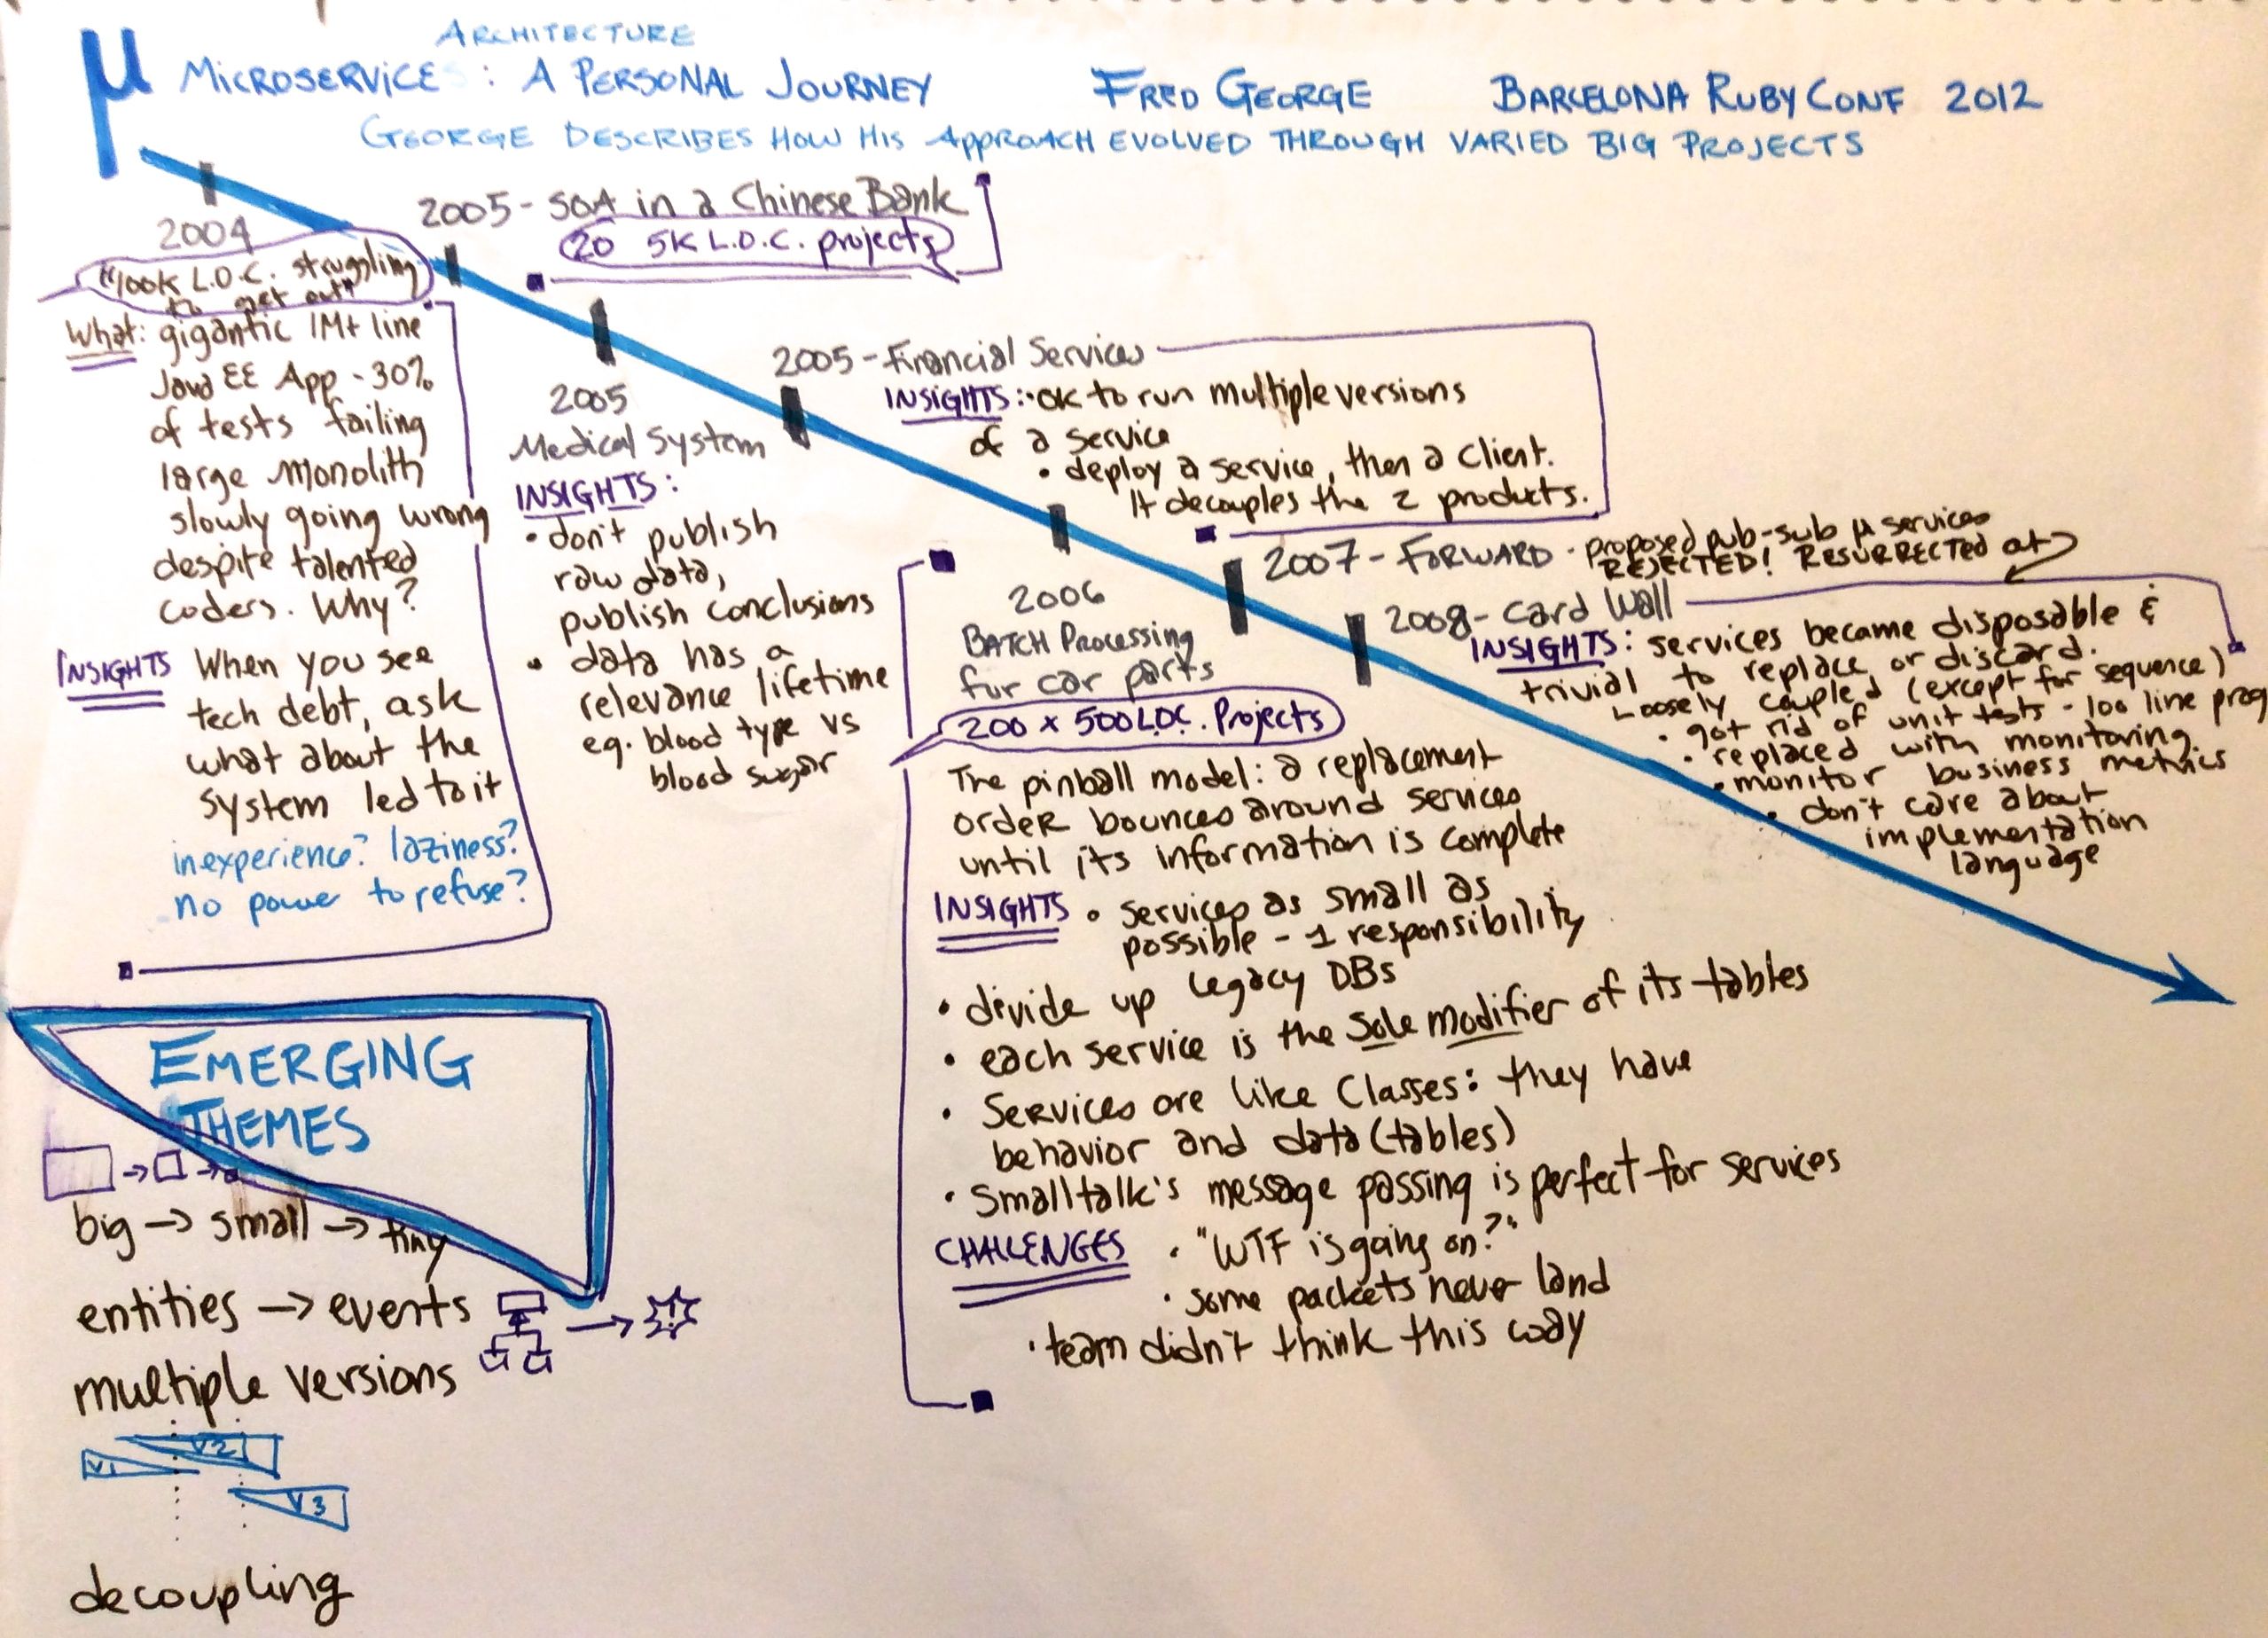 µ
ARCHITECTURE
MICROSERVICE : A PERSONAL JOURNEY
FRED GEORGE
BARCELONA RUBY CONF 2012
GEORGE DESCRIBES HOW HIS APPROACH EVOLVED THROUGH VARIED BIG PROJECTS
2004
"100K L.O.C. struggling
to get out"
What: gigantic 1M+ line
Java EE App - 30%
of tests failing
large monolith
slowly going wrong
despite talented
coders. Why?
INSIGHTS When you see
tech debt, ask
what about the
system led to it
inexperience? laziness?
no power to refuse?
2005 - SOA in a Chinese Bank
20 5K L.O.C. projects
2005
Medical System
INSIGHTS:
• don't publish
raw data,
publish conclusions
• data has a
relevance lifetime
eg. blood type vs
blood sugar
2005 - Financial Services
INSIGHTS: • OK to run multiple versions
of a service
• deploy a service, then a client.
It decouples the 2 products.
2006
BATCH Processing
for car parts
200 x 500 L.O.C. Projects
The pinball model: a replacement
order bounces around services
until its information is complete
INSIGHTS • services as small as
possible - 1 responsibility
• divide up legacy DBs
• each service is the sole modifier of its tables
• Services are like Classes: they have
behavior and data (tables)
• Smalltalk's message passing is perfect for services
CHALLENGES • "WTF is going on?"
• some packets never land
• team didn't think this way
2007 - FORWARD • proposed pub-sub µ services
REJECTED! RESURRECTED at
2008 - Card Wall
INSIGHTS: services became disposable &
trivial to replace or discard.
Loosely coupled (except for sequence)
• got rid of unit tests - 100 line prog
• replaced with monitoring
• monitor business metrics
• don't care about
implementation
language
EMERGING
THEMES
big → small → tiny
entities → events
multiple versions
V1
V2
V3
decoupling